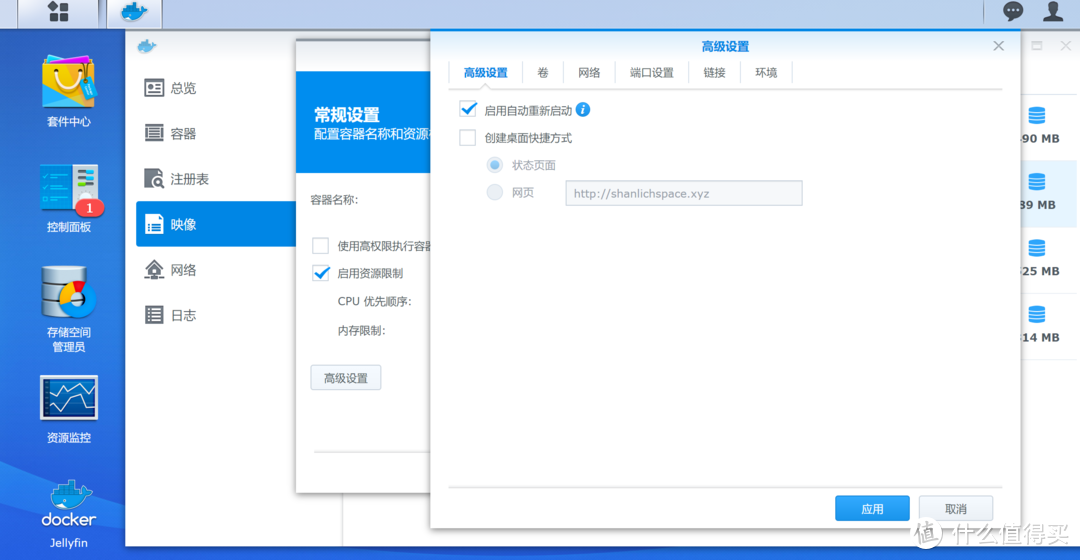 套件中心
1
控制面板
存储空间
管理员
资源监控
docker
Jellyfin
总览
容器
注册表
映像
网络
日志
常规设置
配置容器名称和资源
容器名称:
使用高权限执行容器
启用资源限制
CPU 优先顺序:
内存限制:
高级设置
高级设置
高级设置
卷
网络
端口设置
链接
环境
启用自动重新启动
创建桌面快捷方式
状态页面
网页
http://shanlichspace.xyz
应用
取消
90 MB
39 MB
25 MB
14 MB
值 什么值得买